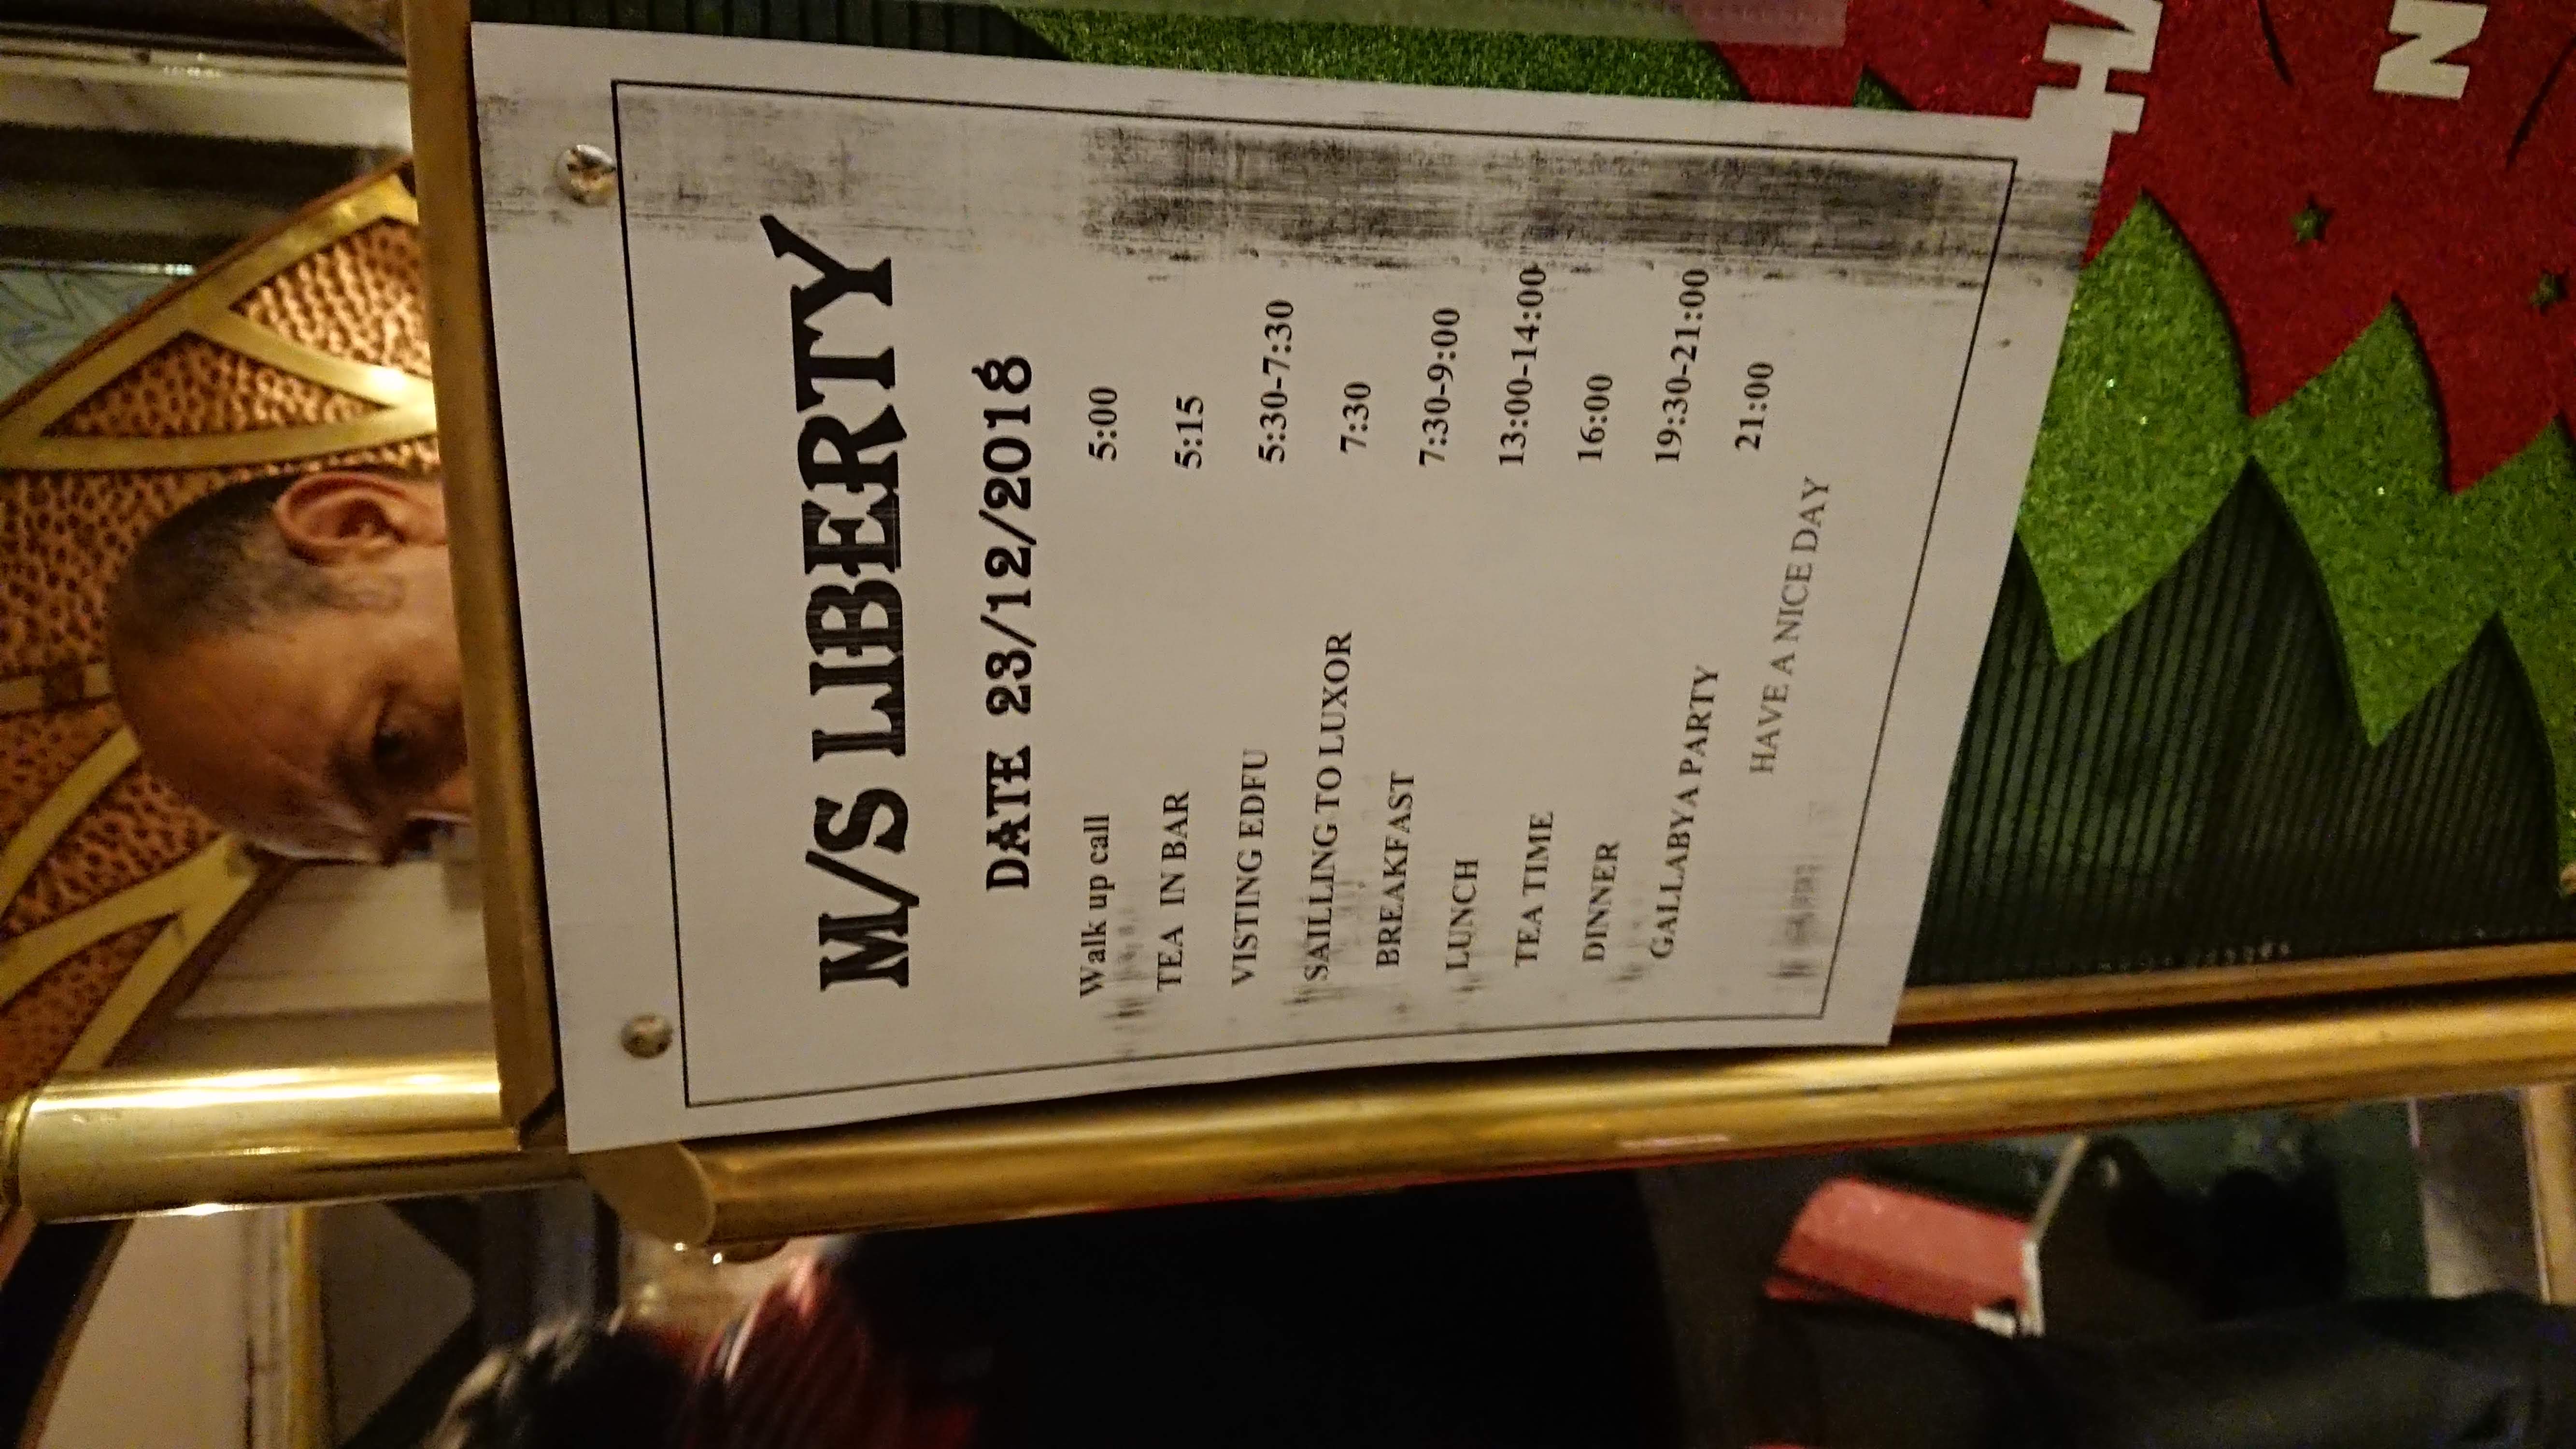 M/S LIBERTY
DATE 23/12/2018
Walk up call 5:00
TEA IN BAR 5:15
VISTING EDFU 5:30-7:30
SAILLING TO LUXOR 7:30
BREAKFAST 7:30-9:00
LUNCH 13:00-14:00
TEA TIME 16:00
DINNER 19:30-21:00
GALLABYA PARTY 21:00
HAVE A NICE DAY
HA
N